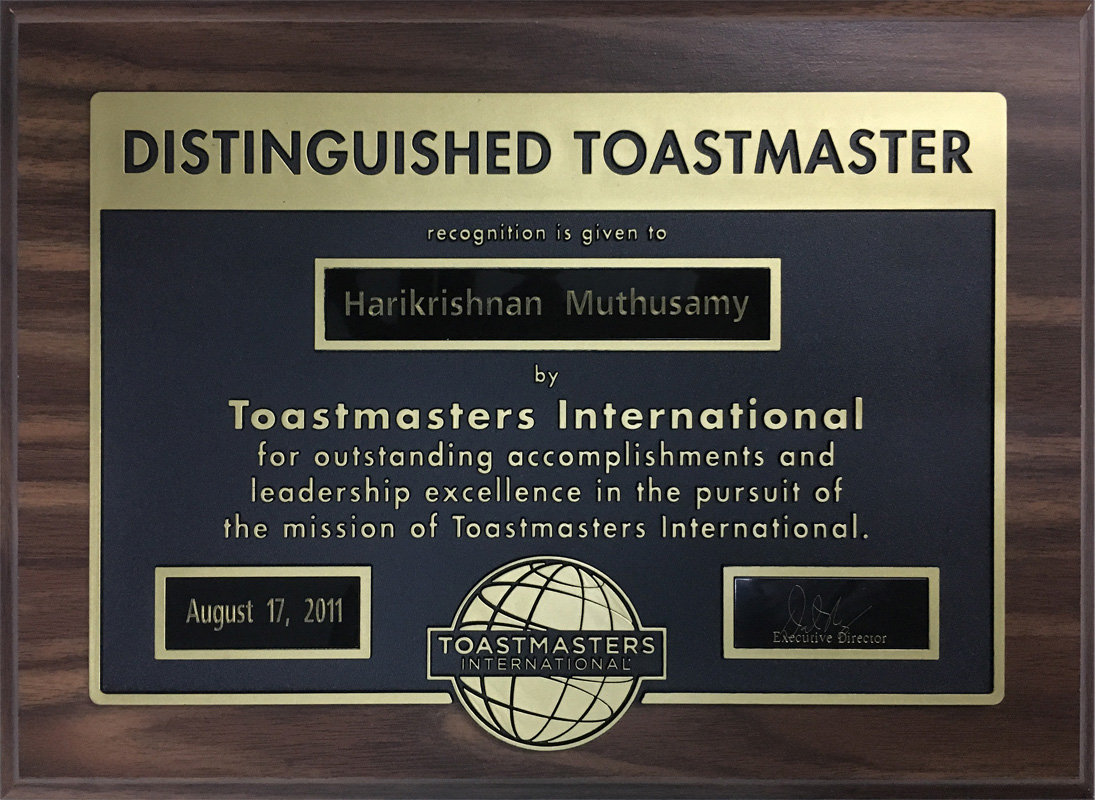 DISTINGUISHED TOASTMASTER
recognition is given to
Harikrishnan Muthusamy
by
Toastmasters International
for outstanding accomplishments and
leadership excellence in the pursuit of
the mission of Toastmasters International.
August 17, 2011
Executive Director
TOASTMASTERS
INTERNATIONAL